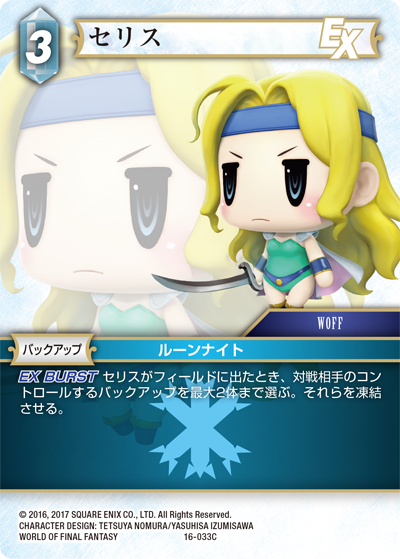 3
セリス
EX
WOFF
バックアップ
ルーンナイト
EX BURST セリスがフィールドに出たとき、対戦相手のコント
ロールするバックアップを最大2体まで選ぶ。それらを凍結
させる。
© 2016, 2017 SQUARE ENIX CO., LTD. All Rights Reserved.
CHARACTER DESIGN: TETSUYA NOMURA/YASUHISA IZUMISAWA
WORLD OF FINAL FANTASY 16-033C